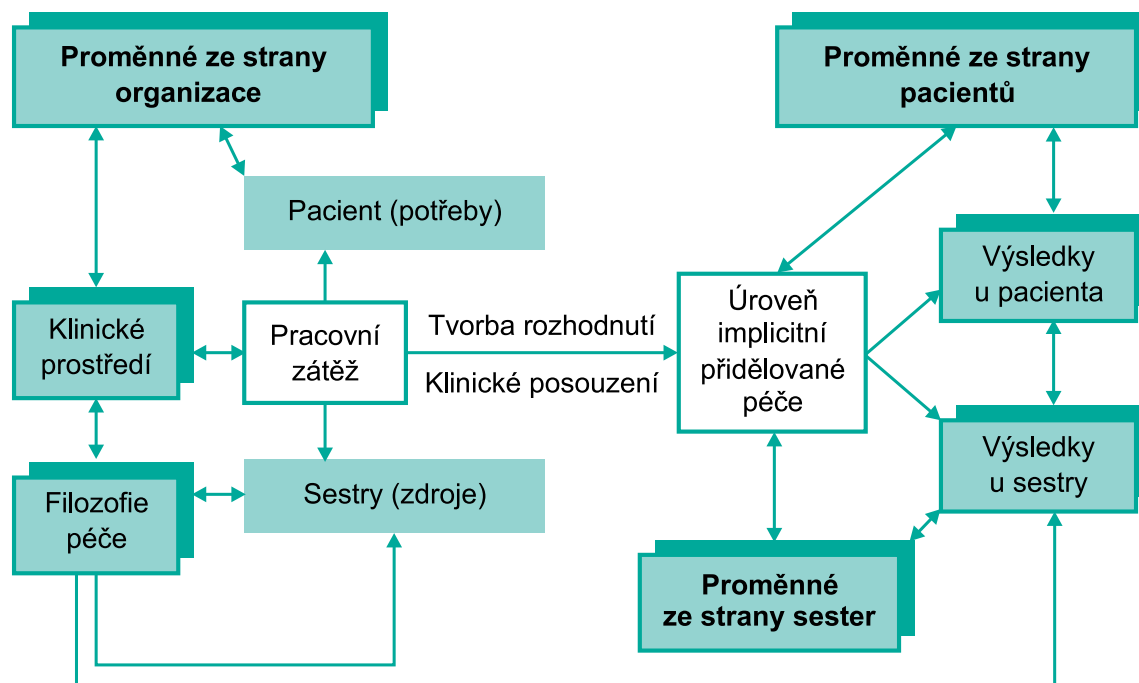 Proměnné ze strany
organizace
Proměnné ze strany
pacientů
Pacient (potřeby)
Klinické
prostředí
Pracovní
zátěž
Tvorba rozhodnutí
Klinické posouzení
Úroveň
implicitní
přidělované
péče
Výsledky
u pacienta
Filozofie
péče
Sestry (zdroje)
Výsledky
u sestry
Proměnné
ze strany sester